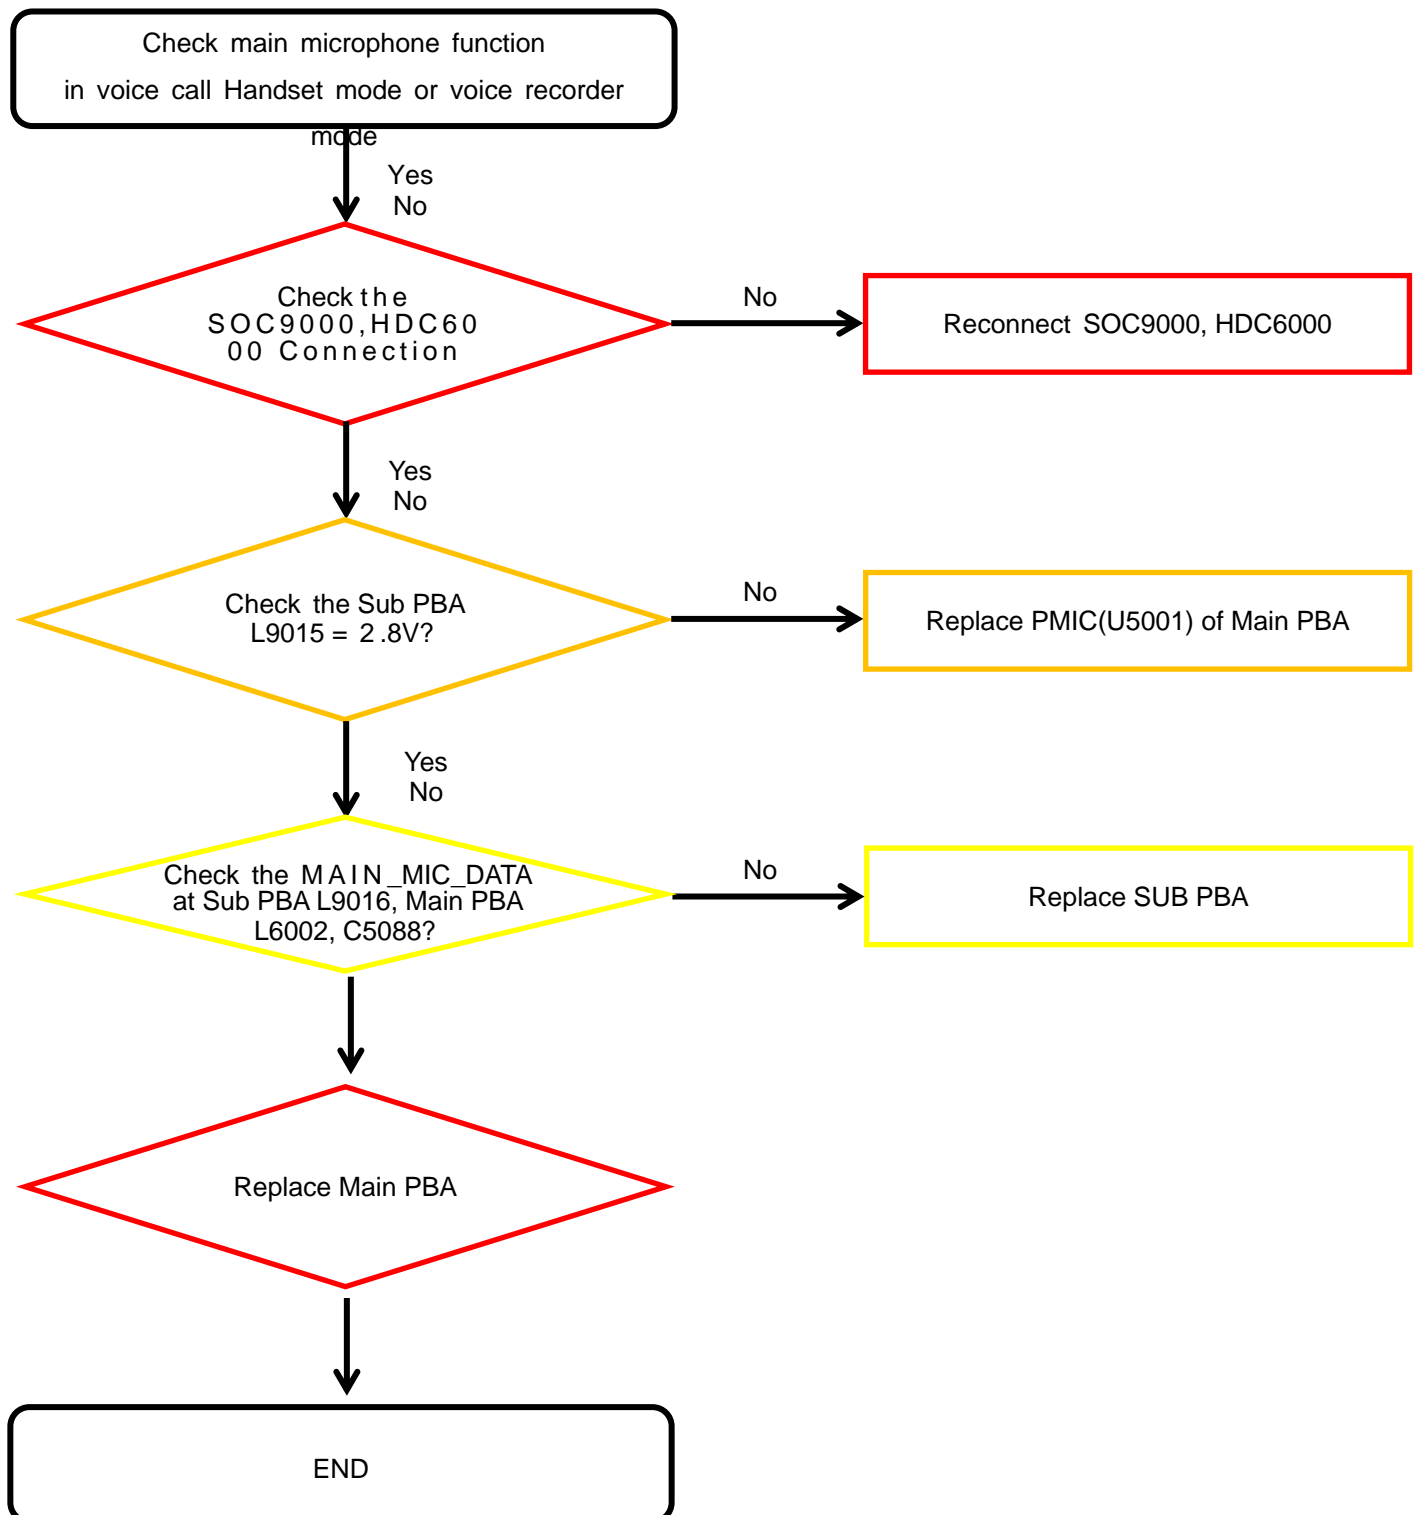 Check main microphone function
in voice call Handset mode or voice recorder
mode
Yes
No
Check the
SOC9000,HDC60
00 Connection
No
Reconnect SOC9000, HDC6000
Yes
No
Check the Sub PBA
L9015 = 2.8V?
No
Replace PMIC(U5001) of Main PBA
Yes
No
Check the MAIN_MIC_DATA
at Sub PBA L9016, Main PBA
L6002, C5088?
No
Replace SUB PBA
Replace Main PBA
END